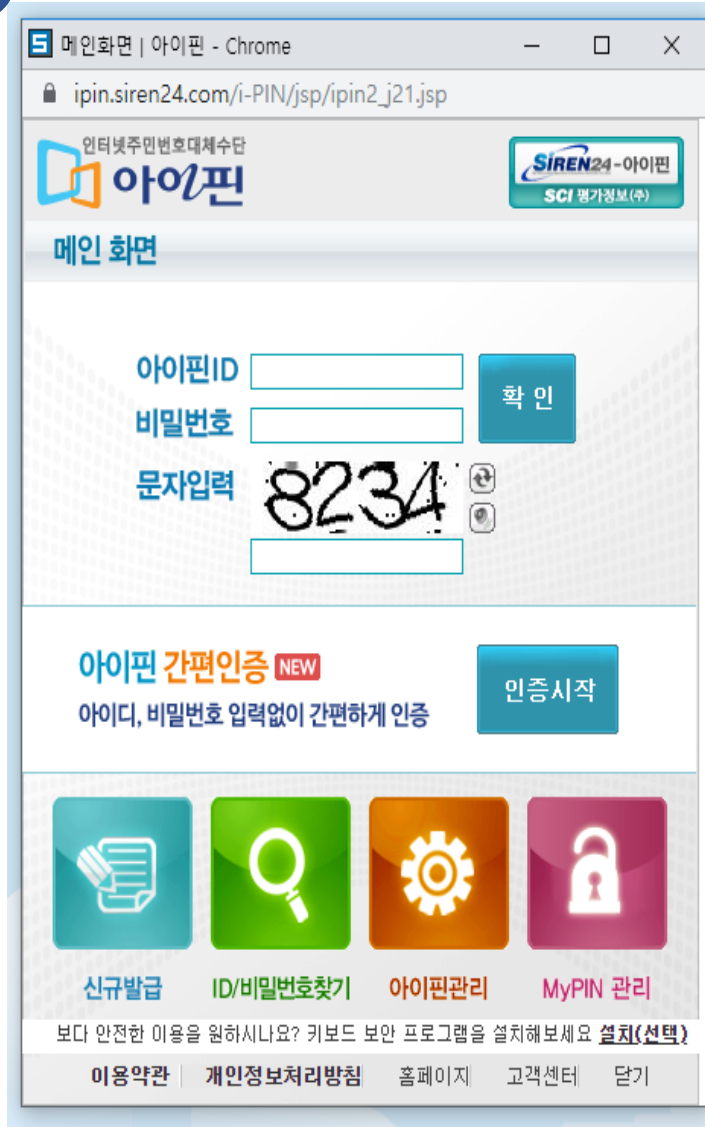 메인화면 | 아이핀 - Chrome
ipin.siren24.com/i-PIN/jsp/ipin2_j21.jsp
인터넷주민번호대체수단
아이핀
SiREN24-아이핀
SCI 평가정보(주)
메인 화면
아이핀ID
비밀번호
확 인
문자입력
8234
아이핀 간편인증 NEW
아이디, 비밀번호 입력없이 간편하게 인증
인증시작
신규발급 ID/비밀번호찾기 아이핀관리 MyPIN 관리
보다 안전한 이용을 원하시나요? 키보드 보안 프로그램을 설치해보세요 설치(선택)
이용약관 개인정보처리방침 홈페이지 고객센터 닫기